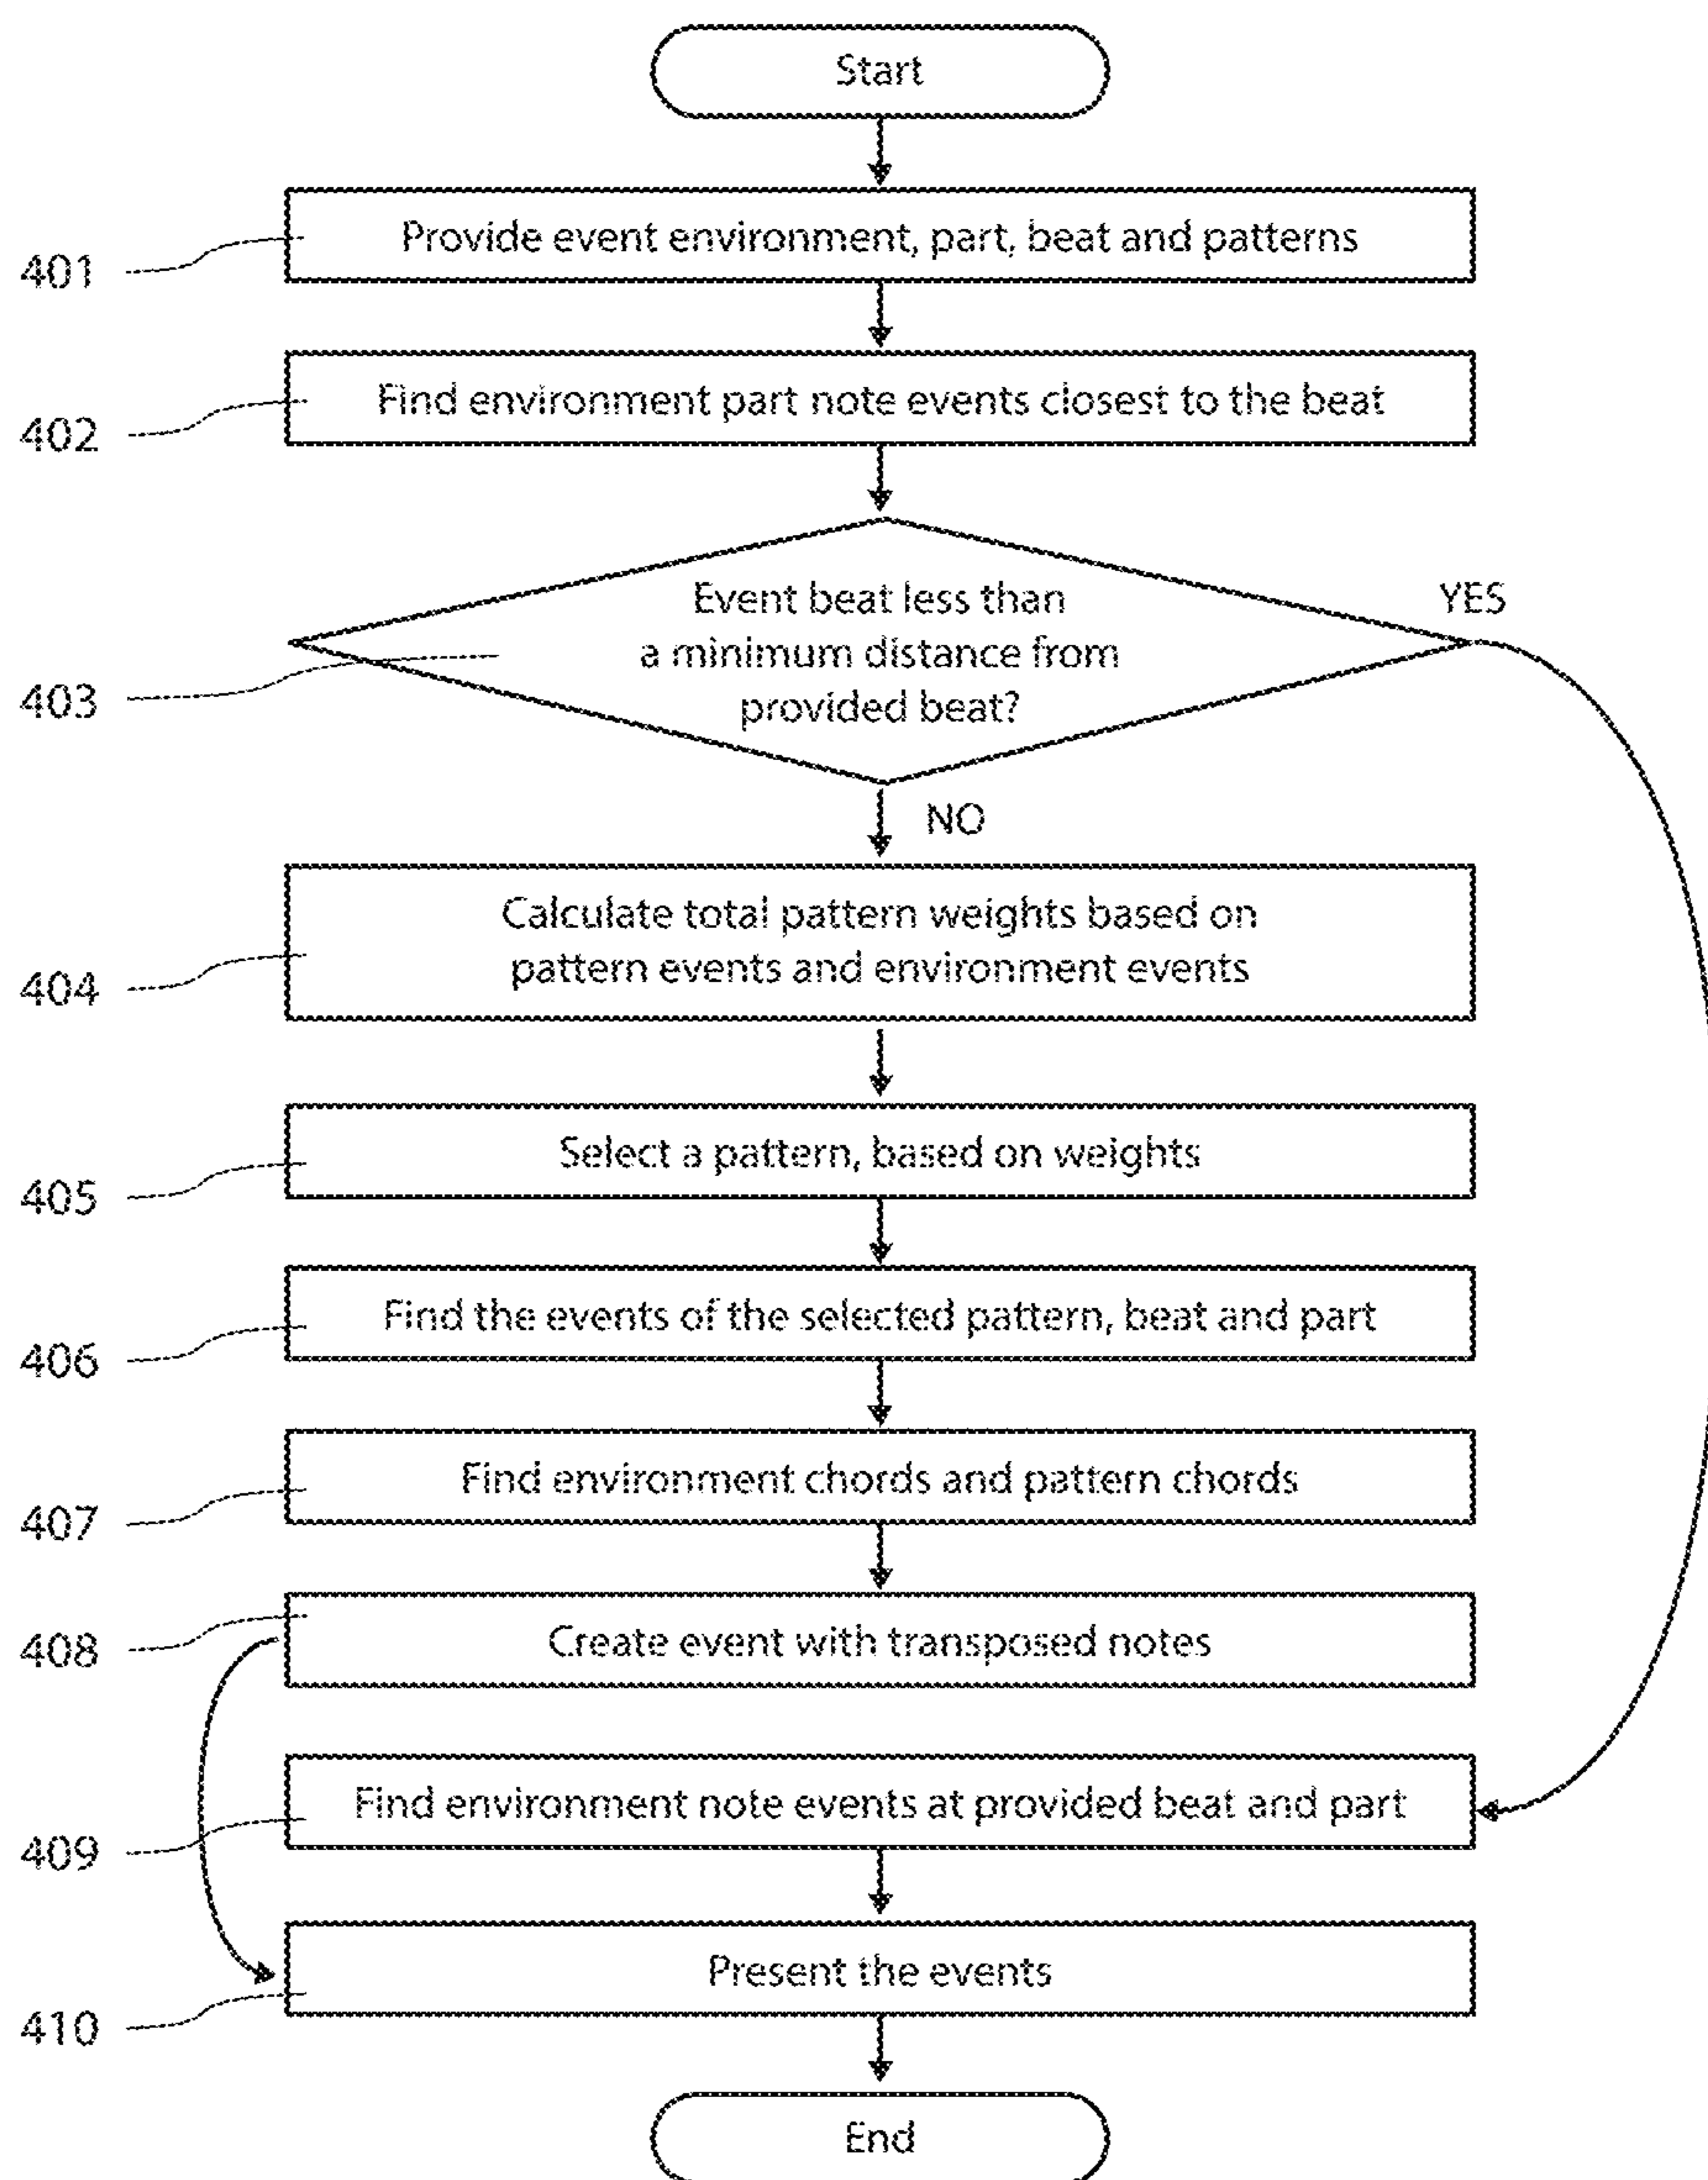 Start
401
Provide event environment, part, beat and patterns
402
Find environment part note events closest to the beat
403
Event beat less than
a minimum distance from
provided beat?
YES
NO
404
Calculate total pattern weights based on
pattern events and environment events
405
Select a pattern, based on weights
406
Find the events of the selected pattern, beat and part
407
Find environment chords and pattern chords
408
Create event with transposed notes
409
Find environment note events at provided beat and part
410
Present the events
End